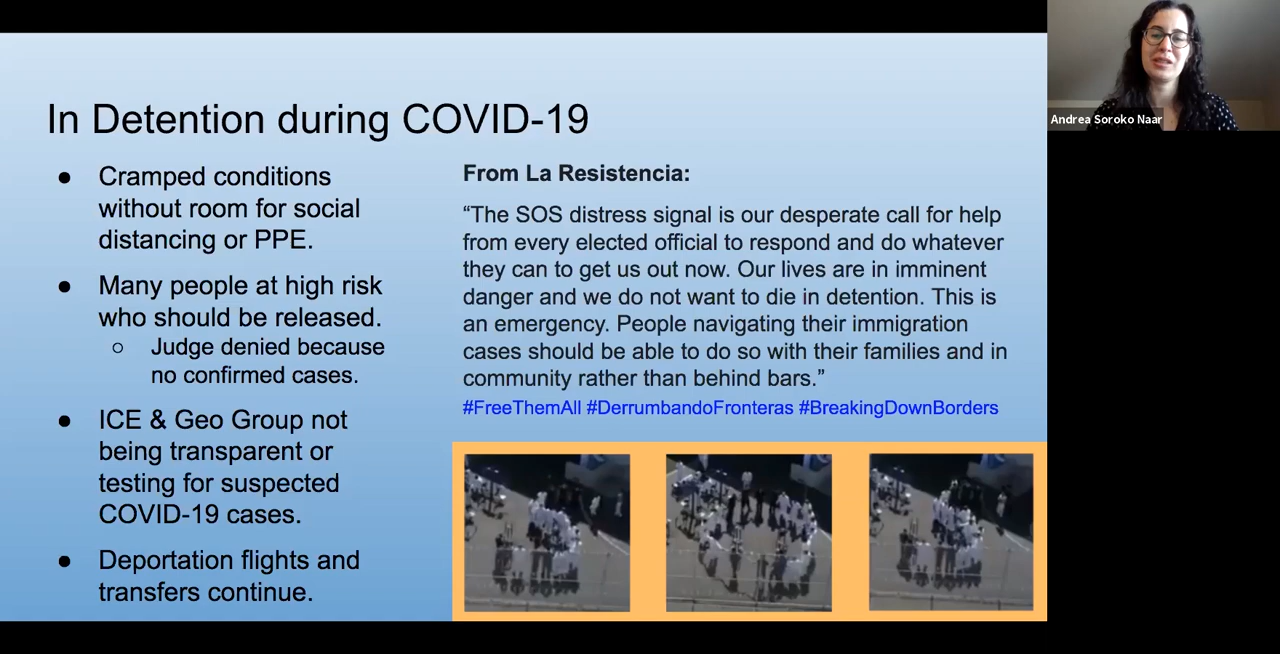 In Detention during COVID-19
● Cramped conditions
without room for social
distancing or PPE.
● Many people at high risk
who should be released.
○ Judge denied because
no confirmed cases.
● ICE & Geo Group not
being transparent or
testing for suspected
COVID-19 cases.
● Deportation flights and
transfers continue.
From La Resistencia:
“The SOS distress signal is our desperate call for help
from every elected official to respond and do whatever
they can to get us out now. Our lives are in imminent
danger and we do not want to die in detention. This is
an emergency. People navigating their immigration
cases should be able to do so with their families and in
community rather than behind bars.”
#FreeThemAll #DerrumbandoFronteras #BreakingDownBorders
Andrea Soroko Naar